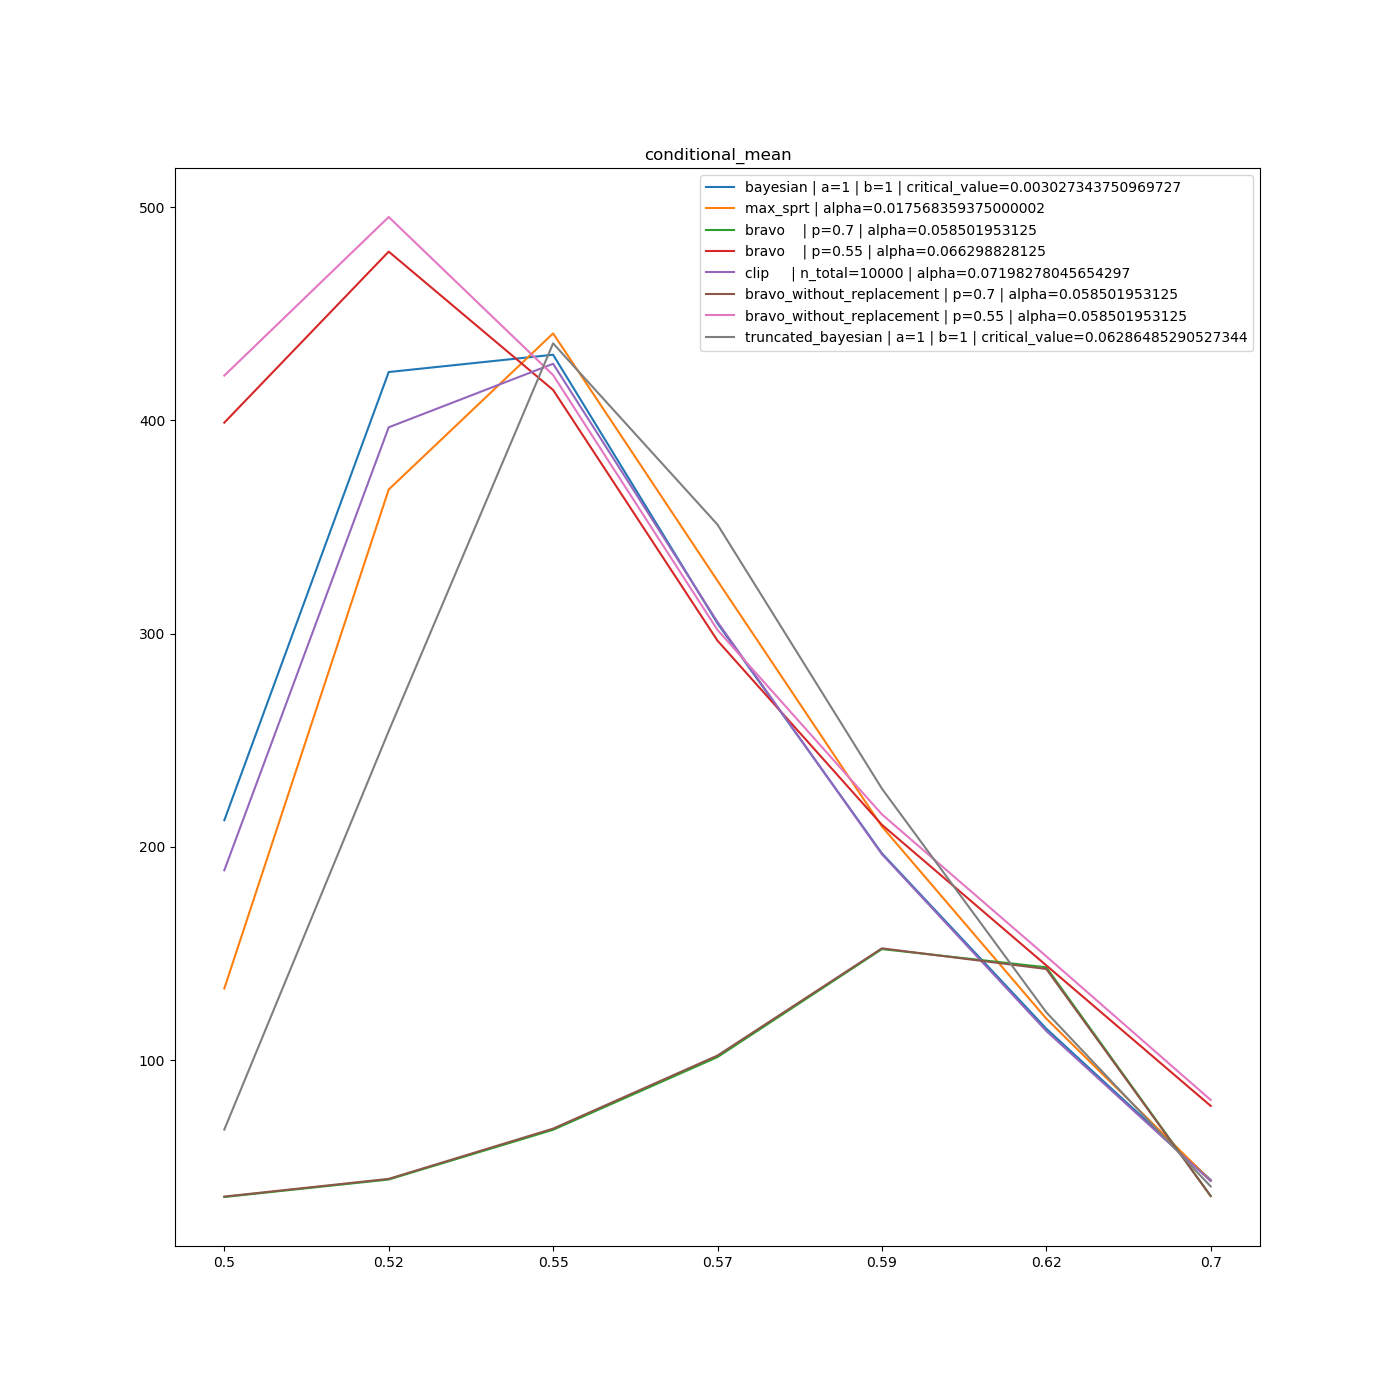 conditional_mean
bayesian | a=1 | b=1 | critical_value=0.003027343750969727
max_sprt | alpha=0.017568359375000002
bravo    | p=0.7 | alpha=0.058501953125
bravo    | p=0.55 | alpha=0.066298828125
clip     | n_total=10000 | alpha=0.07198278045654297
bravo_without_replacement | p=0.7 | alpha=0.058501953125
bravo_without_replacement | p=0.55 | alpha=0.058501953125
truncated_bayesian | a=1 | b=1 | critical_value=0.06286485290527344
500
400
300
200
100
0.5 0.52 0.55 0.57 0.59 0.62 0.7